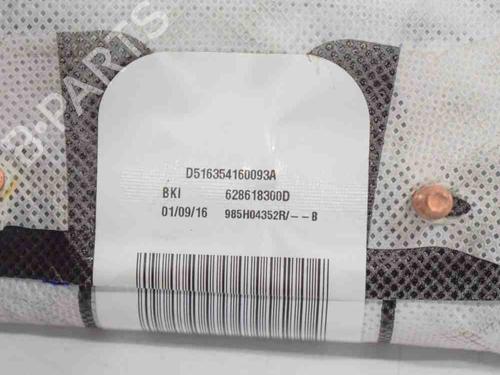 B-PARTS
D516354160093A
BKI 628618300D
01/09/16 985H04352R/--B